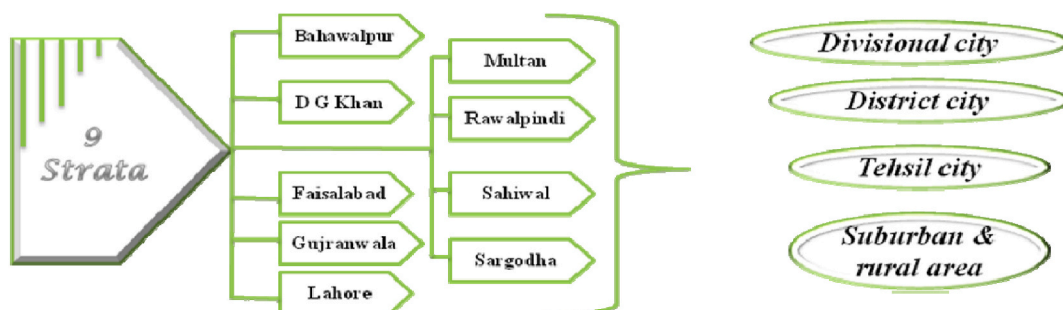 9
Strata
Bahawalpur
D G Khan
Faisalabad
Gujranwala
Lahore
Multan
Rawalpindi
Sahiwal
Sargodha
Divisional city
District city
Tehsil city
Suburban &
rural area